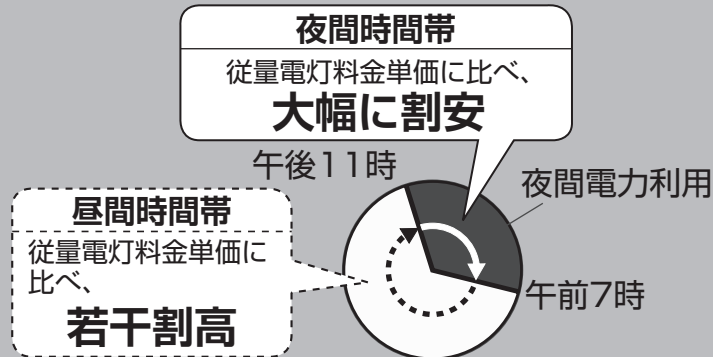 夜間時間帯
従量電灯料金単価に比べ、
大幅に割安
午後11時
夜間電力利用
昼間時間帯
従量電灯料金単価に
比べ、
若干割高
午前7時